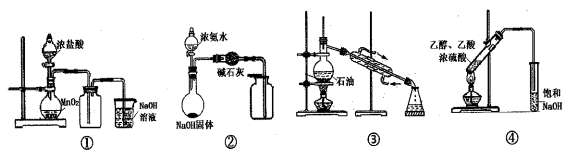 浓盐酸
MnO₂
NaOH
溶液
①
浓氨水
碱石灰
NaOH固体
②
石油
③
乙醇、乙酸
浓硫酸
饱和
NaOH
④